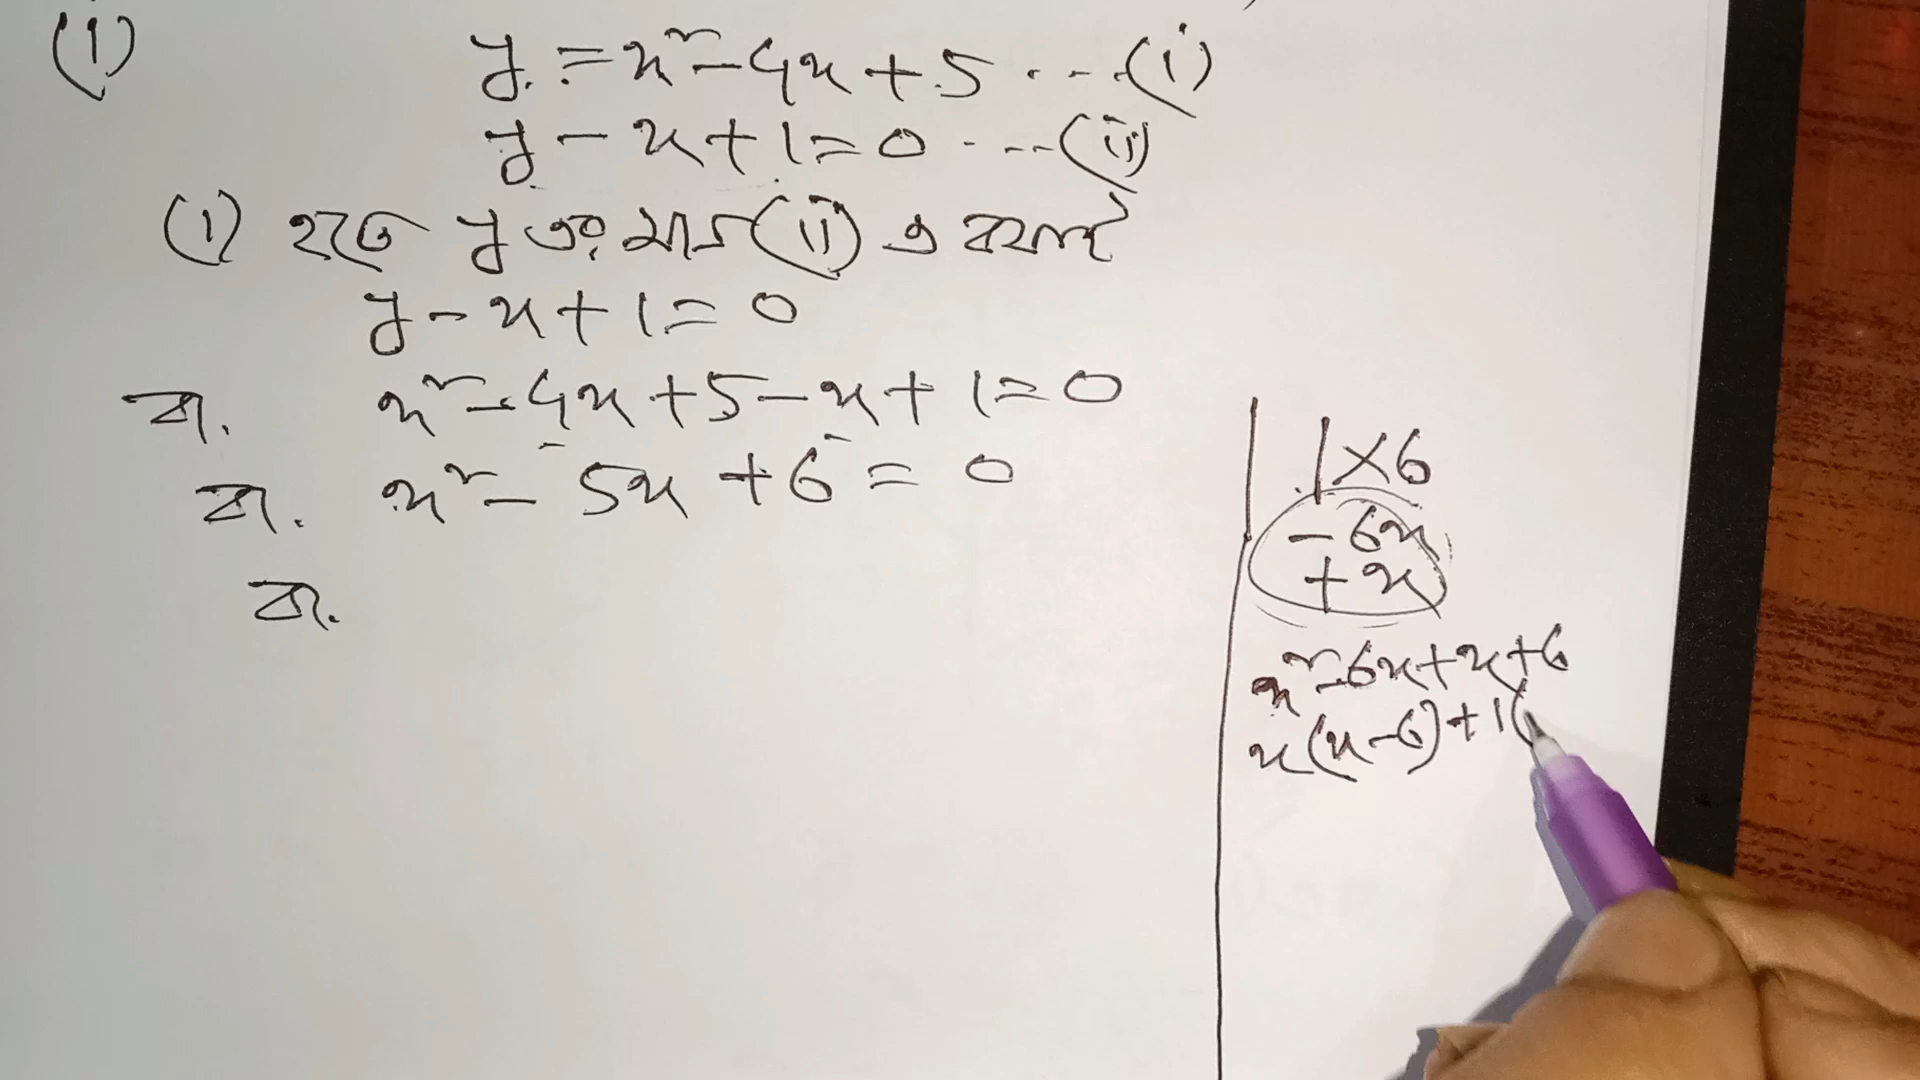 (i)
y = x² - 4x + 5 ... (i)
y - x + 1 = 0 ... (ii)
(i) হতে y এর মান (ii) এ বসাই
y - x + 1 = 0
বা. x² - 4x + 5 - x + 1 = 0
বা. x² - 5x + 6 = 0
বা.
1×6
- 6x
+ x
x² - 6x + x + 6
x(x - 6) + 1(